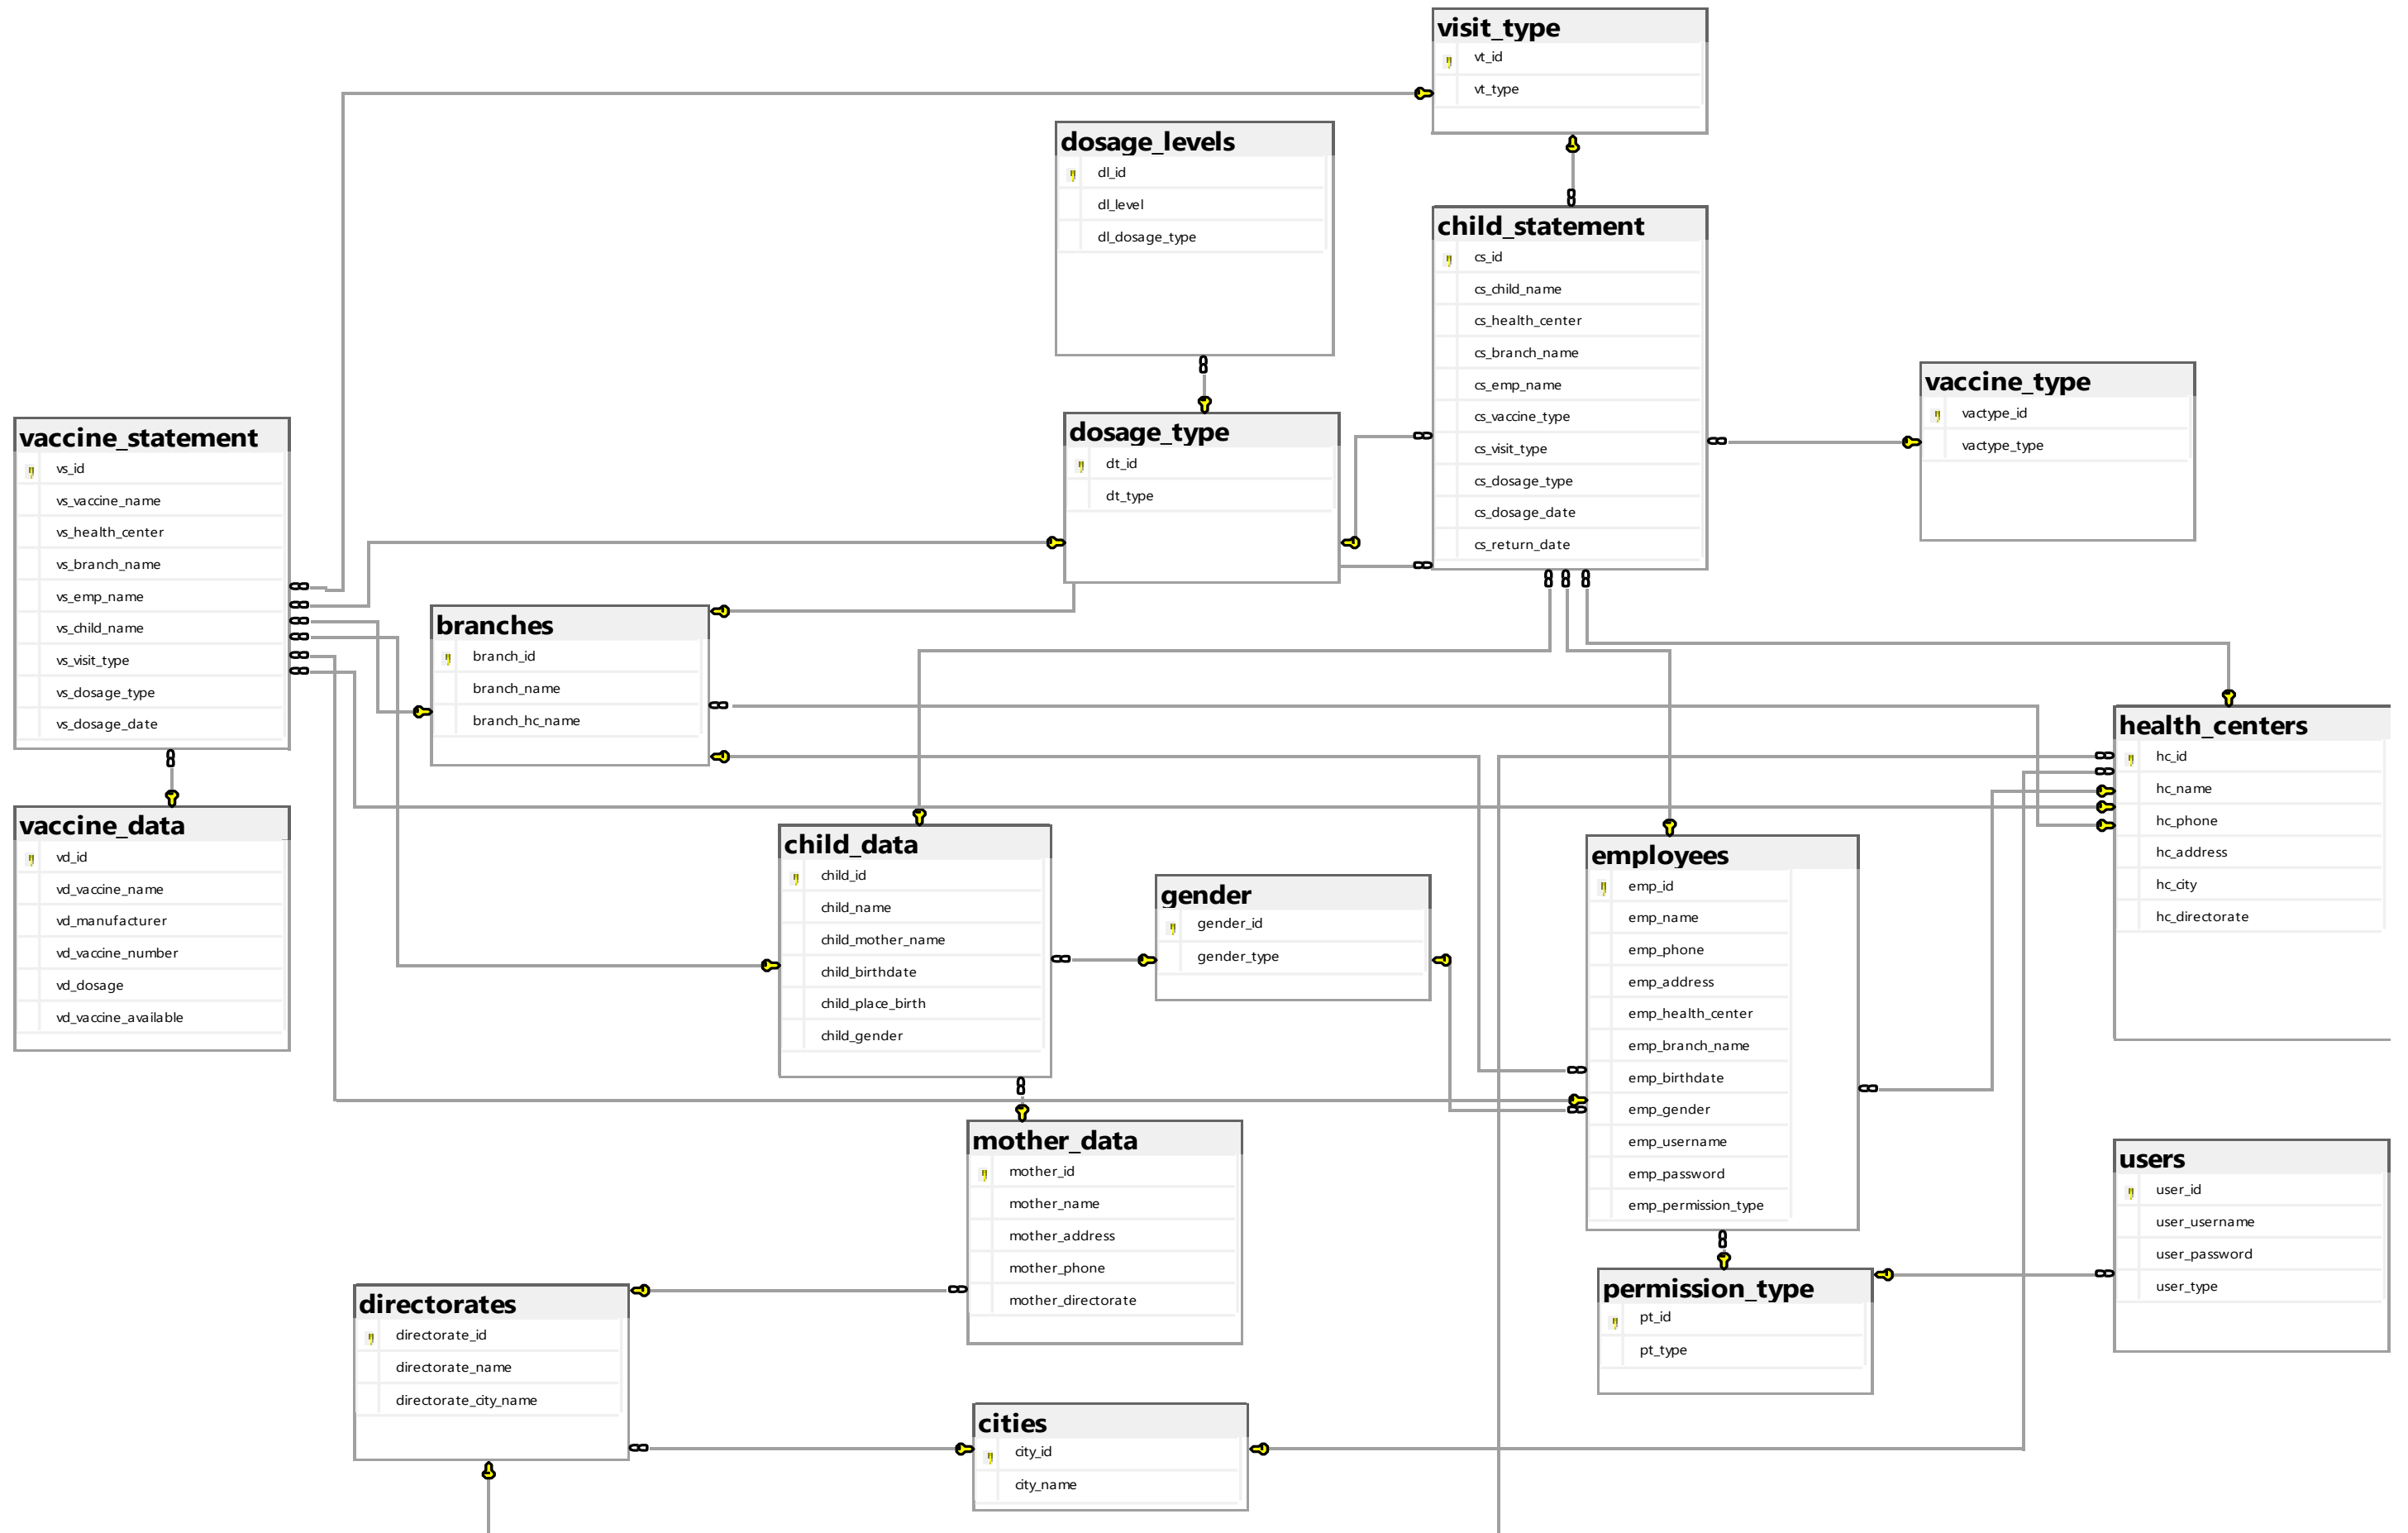 visit_type
vt_id
vt_type
dosage_levels
dl_id
dl_level
dl_dosage_type
child_statement
cs_id
cs_child_name
cs_health_center
cs_branch_name
cs_emp_name
cs_vaccine_type
cs_visit_type
cs_dosage_type
cs_dosage_date
cs_return_date
vaccine_type
vactype_id
vactype_type
vaccine_statement
vs_id
vs_vaccine_name
vs_health_center
vs_branch_name
vs_emp_name
vs_child_name
vs_visit_type
vs_dosage_type
vs_dosage_date
dosage_type
dt_id
dt_type
branches
branch_id
branch_name
branch_hc_name
health_centers
hc_id
hc_name
hc_phone
hc_address
hc_city
hc_directorate
vaccine_data
vd_id
vd_vaccine_name
vd_manufacturer
vd_vaccine_number
vd_dosage
vd_vaccine_available
child_data
child_id
child_name
child_mother_name
child_birthdate
child_place_birth
child_gender
gender
gender_id
gender_type
employees
emp_id
emp_name
emp_phone
emp_address
emp_health_center
emp_branch_name
emp_birthdate
emp_gender
emp_username
emp_password
emp_permission_type
mother_data
mother_id
mother_name
mother_address
mother_phone
mother_directorate
users
user_id
user_username
user_password
user_type
directorates
directorate_id
directorate_name
directorate_city_name
permission_type
pt_id
pt_type
cities
city_id
city_name